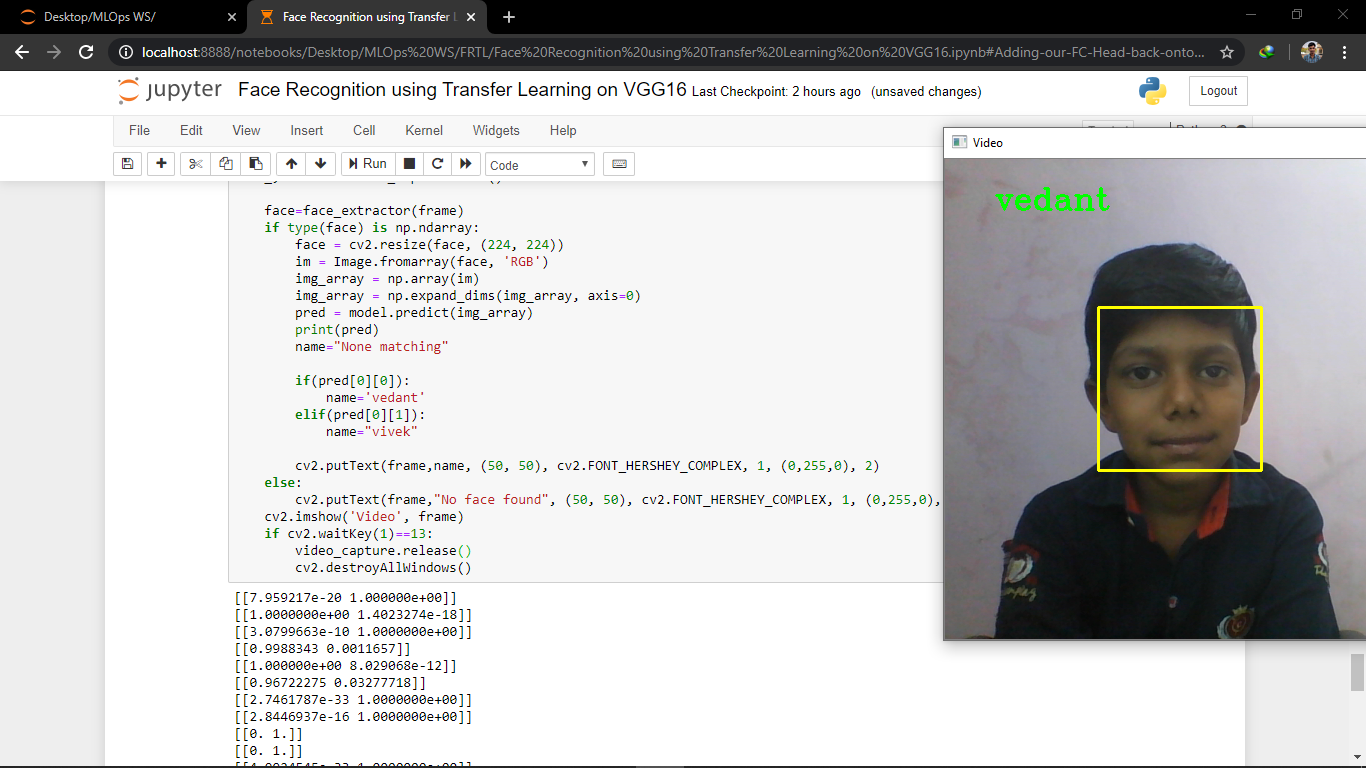 Desktop/MLOps WS/
Face Recognition using Transfer L
localhost:8888/notebooks/Desktop/MLOps%20WS/FRTL/Face%20Recognition%20using%20Transfer%20Learning%20on%20VGG16.ipynb#Adding-our-FC-Head-back-onto...
jupyter Face Recognition using Transfer Learning on VGG16 Last Checkpoint: 2 hours ago (unsaved changes)
Logout
File Edit View Insert Cell Kernel Widgets Help
Run Code
face=face_extractor(frame)
if type(face) is np.ndarray:
face = cv2.resize(face, (224, 224))
im = Image.fromarray(face, 'RGB')
img_array = np.array(im)
img_array = np.expand_dims(img_array, axis=0)
pred = model.predict(img_array)
print(pred)
name="None matching"
if(pred[0][0]):
name='vedant'
elif(pred[0][1]):
name="vivek"
cv2.putText(frame,name, (50, 50), cv2.FONT_HERSHEY_COMPLEX, 1, (0,255,0), 2)
else:
cv2.putText(frame,"No face found", (50, 50), cv2.FONT_HERSHEY_COMPLEX, 1, (0,255,0),
cv2.imshow('Video', frame)
if cv2.waitKey(1)==13:
video_capture.release()
cv2.destroyAllWindows()
[[7.959217e-20 1.000000e+00]]
[[1.0000000e+00 1.4023274e-18]]
[[3.0799663e-10 1.0000000e+00]]
[[0.9988343 0.0011657]]
[[1.000000e+00 8.029068e-12]]
[[0.96722275 0.03277718]]
[[2.7461787e-33 1.0000000e+00]]
[[2.8446937e-16 1.0000000e+00]]
[[0. 1.]]
[[0. 1.]]
Video
vedant